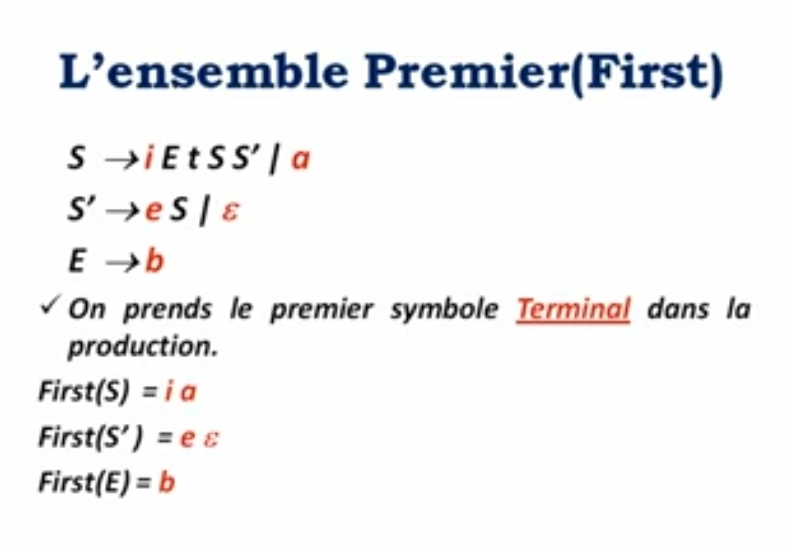 L'ensemble Premier(First)
S → i E t S S' | a
S' → e S | ε
E → b
✓ On prends le premier symbole Terminal dans la
production.
First(S) = i a
First(S') = e ε
First(E) = b